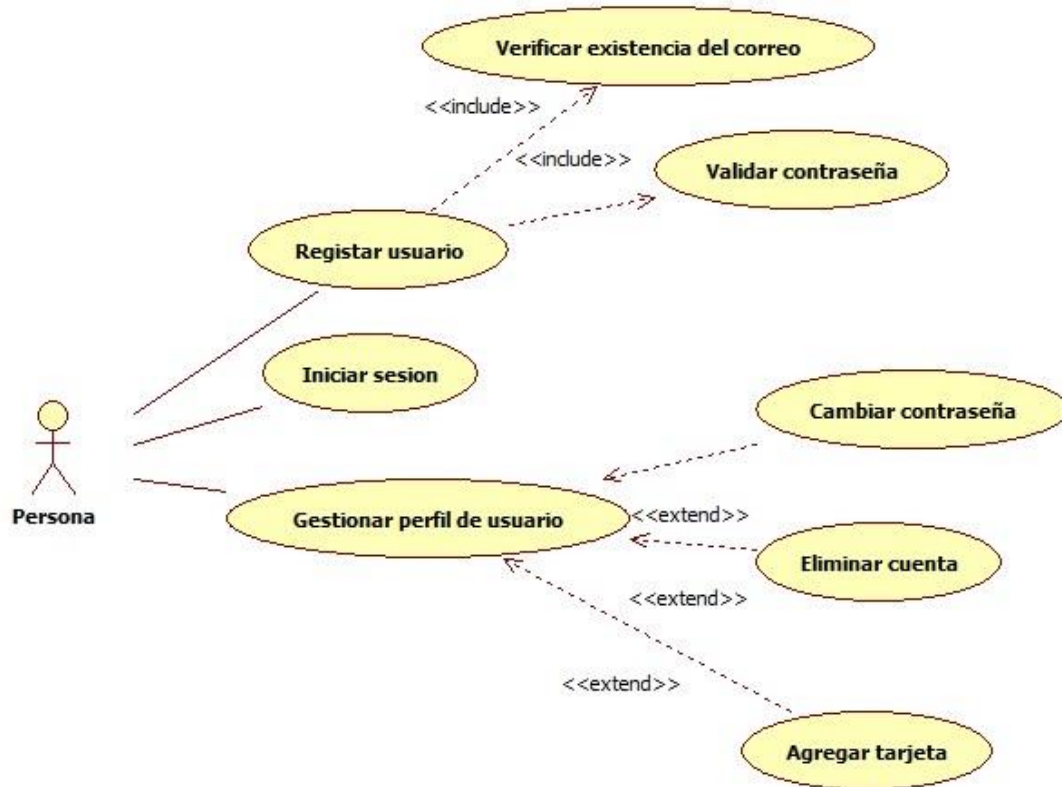 Verificar existencia del correo
<<include>>
<<include>>
Validar contraseña
Registar usuario
Iniciar sesion
Cambiar contraseña
Persona
Gestionar perfil de usuario
<<extend>>
Eliminar cuenta
<<extend>>
<<extend>>
Agregar tarjeta